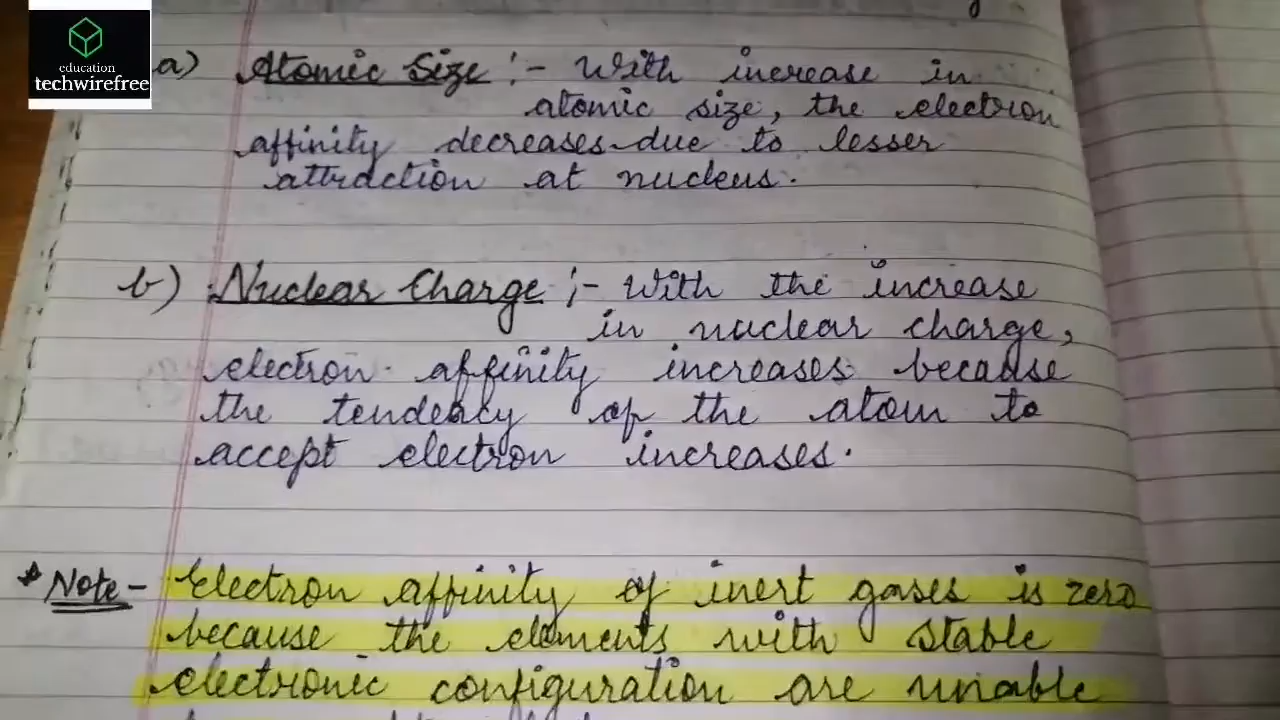 education
techwirefree
a) Atomic Size :- With increase in
atomic size, the electron
affinity decreases due to lesser
attraction at nucleus.
b) Nuclear Charge :- With the increase
in nuclear charge,
electron affinity increases because
the tendency of the atom to
accept electron increases.
* Note - Electron affinity of inert gases is zero
because the elements with stable
electronic configuration are unable